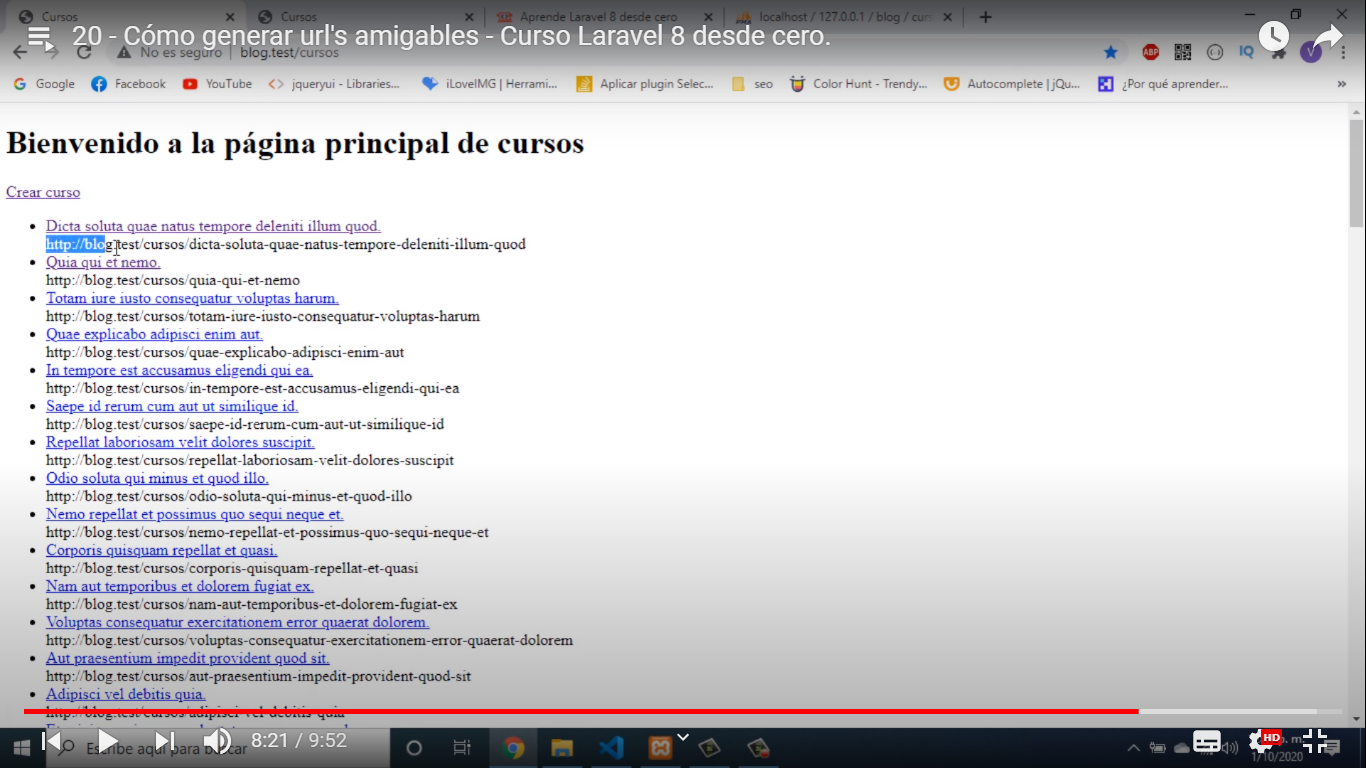 Cursos
Cursos
Aprende Laravel 8 desde cero
localhost / 127.0.0.1 / blog / curs
20 - Cómo generar url's amigables - Curso Laravel 8 desde cero.
No es seguro | blog.test/cursos
ABP
IQ
V
Google
Facebook
YouTube
jqueryui - Libraries...
iLoveIMG | Herrami...
Aplicar plugin Selec...
seo
Color Hunt - Trendy...
Autocomplete | jQu...
¿Por qué aprender...
Bienvenido a la página principal de cursos
Crear curso
Dicta soluta quae natus tempore deleniti illum quod.
http://blog.test/cursos/dicta-soluta-quae-natus-tempore-deleniti-illum-quod
Quia qui et nemo.
http://blog.test/cursos/quia-qui-et-nemo
Totam iure iusto consequatur voluptas harum.
http://blog.test/cursos/totam-iure-iusto-consequatur-voluptas-harum
Quae explicabo adipisci enim aut.
http://blog.test/cursos/quae-explicabo-adipisci-enim-aut
In tempore est accusamus eligendi qui ea.
http://blog.test/cursos/in-tempore-est-accusamus-eligendi-qui-ea
Saepe id rerum cum aut ut similique id.
http://blog.test/cursos/saepe-id-rerum-cum-aut-ut-similique-id
Repellat laboriosam velit dolores suscipit.
http://blog.test/cursos/repellat-laboriosam-velit-dolores-suscipit
Odio soluta qui minus et quod illo.
http://blog.test/cursos/odio-soluta-qui-minus-et-quod-illo
Nemo repellat et possimus quo sequi neque et.
http://blog.test/cursos/nemo-repellat-et-possimus-quo-sequi-neque-et
Corporis quisquam repellat et quasi.
http://blog.test/cursos/corporis-quisquam-repellat-et-quasi
Nam aut temporibus et dolorem fugiat ex.
http://blog.test/cursos/nam-aut-temporibus-et-dolorem-fugiat-ex
Voluptas consequatur exercitationem error quaerat dolorem.
http://blog.test/cursos/voluptas-consequatur-exercitationem-error-quaerat-dolorem
Aut praesentium impedit provident quod sit.
http://blog.test/cursos/aut-praesentium-impedit-provident-quod-sit
Adipisci vel debitis quia.
http://blog.test/cursos/adipisci-vel-debitis-quia
8:21 / 9:52
Escribe aquí para buscar
HD
1/10/2020